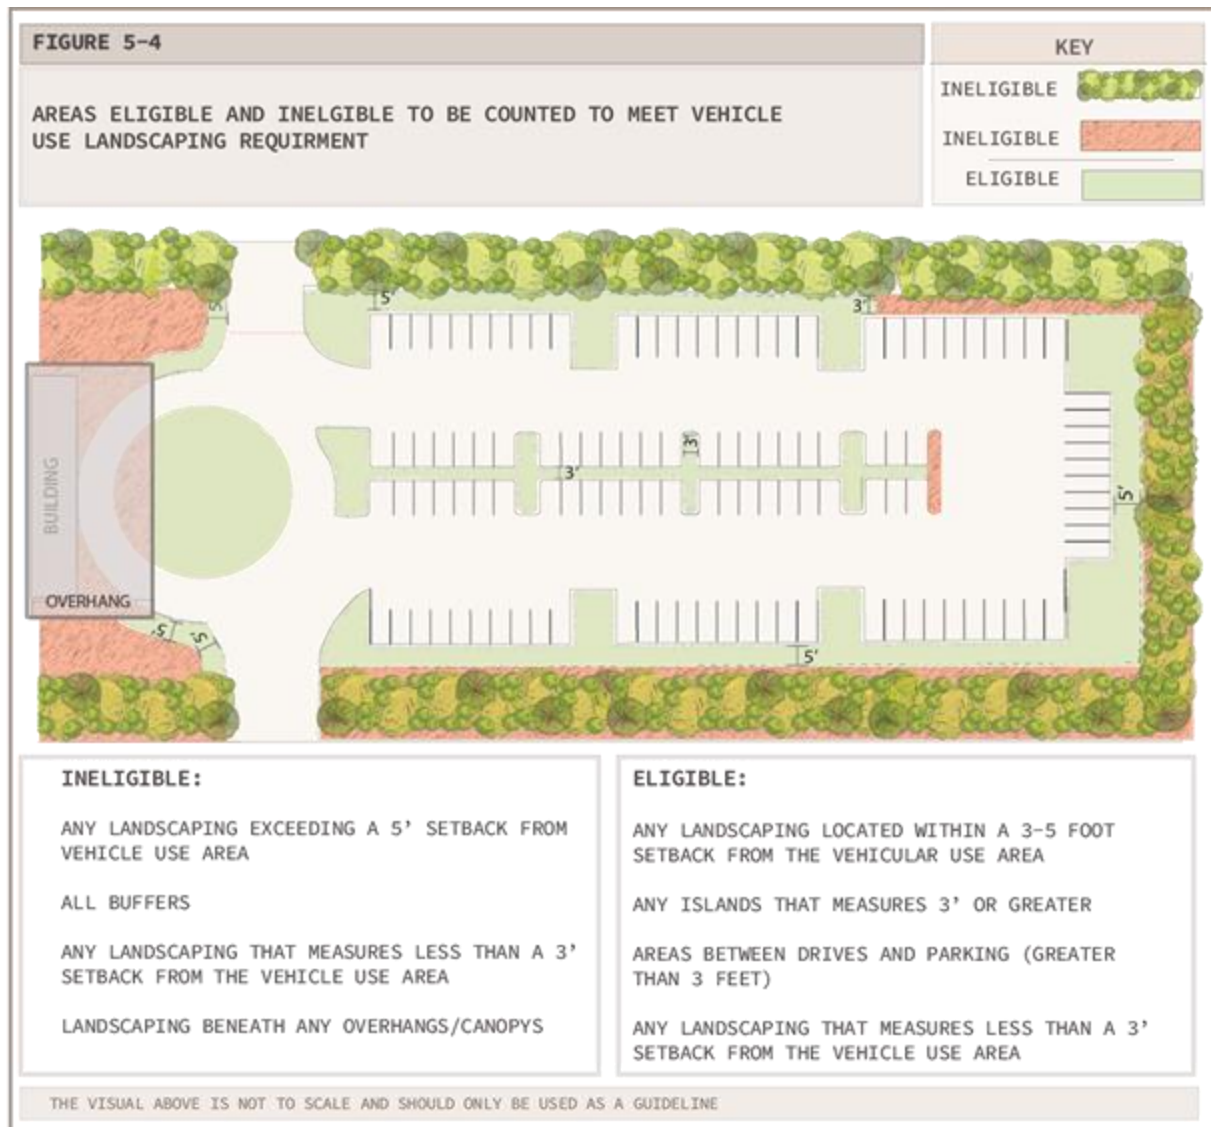 FIGURE 5-4
KEY
AREAS ELIGIBLE AND INELGIBLE TO BE COUNTED TO MEET VEHICLE
USE LANDSCAPING REQUIRMENT
INELIGIBLE
INELIGIBLE
ELIGIBLE
5'
5'
3'
3'
3'
5'
BUILDING
OVERHANG
5'
5'
5'
INELIGIBLE:
ANY LANDSCAPING EXCEEDING A 5’ SETBACK FROM
VEHICLE USE AREA
ALL BUFFERS
ANY LANDSCAPING THAT MEASURES LESS THAN A 3’
SETBACK FROM THE VEHICLE USE AREA
LANDSCAPING BENEATH ANY OVERHANGS/CANOPYS
ELIGIBLE:
ANY LANDSCAPING LOCATED WITHIN A 3-5 FOOT
SETBACK FROM THE VEHICULAR USE AREA
ANY ISLANDS THAT MEASURES 3’ OR GREATER
AREAS BETWEEN DRIVES AND PARKING (GREATER
THAN 3 FEET)
ANY LANDSCAPING THAT MEASURES LESS THAN A 3’
SETBACK FROM THE VEHICLE USE AREA
THE VISUAL ABOVE IS NOT TO SCALE AND SHOULD ONLY BE USED AS A GUIDELINE